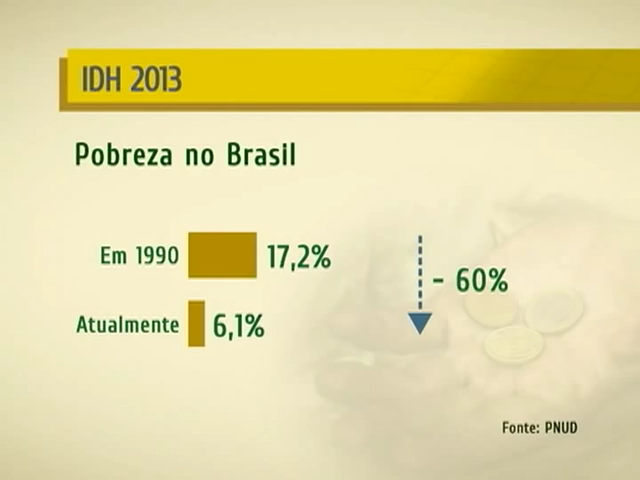 IDH 2013
Pobreza no Brasil
Em 1990 17,2%
- 60%
Atualmente 6,1%
Fonte: PNUD